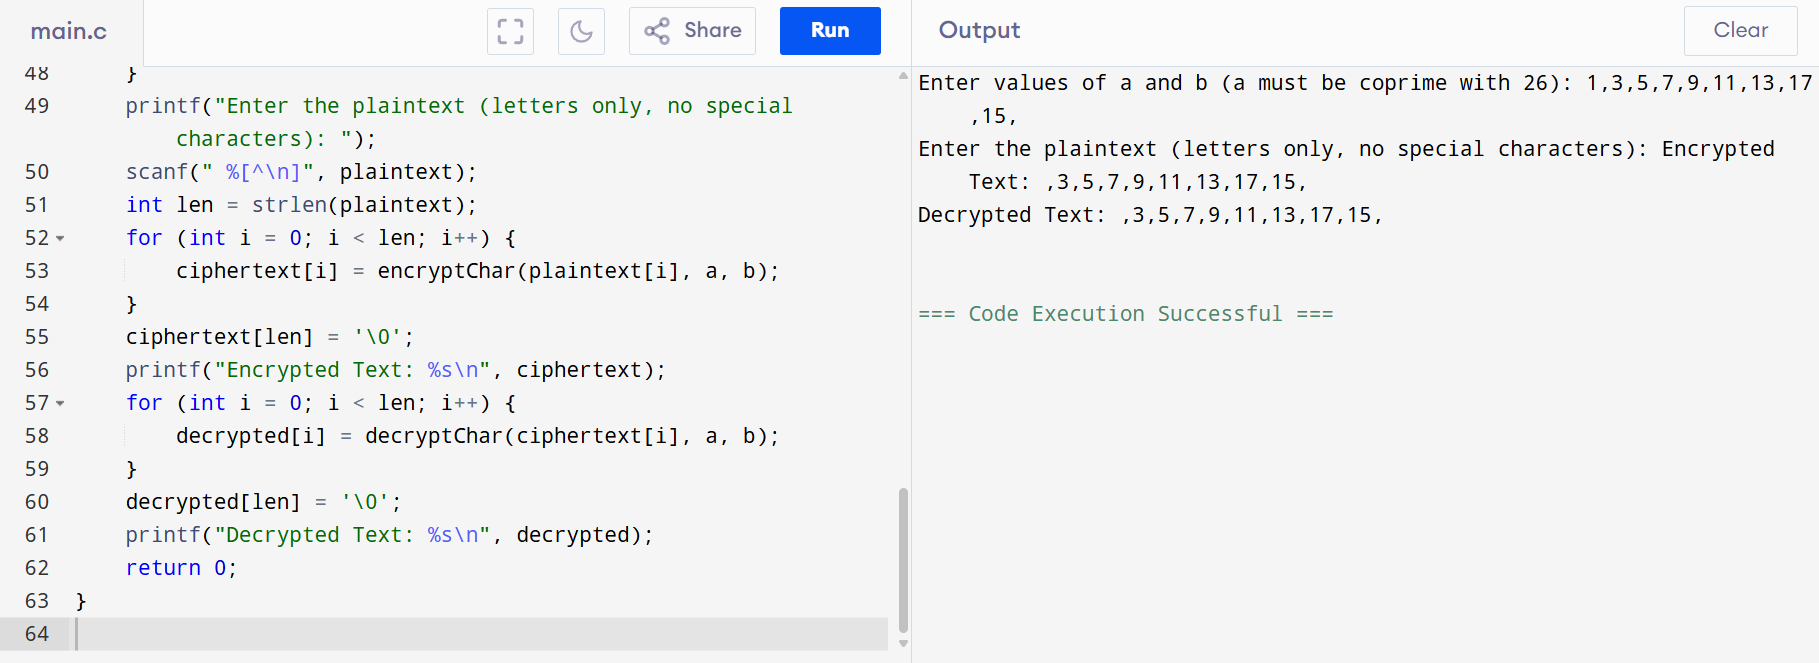 main.c
Share
Run
Output
Clear
48 }
49 printf("Enter the plaintext (letters only, no special
characters): ");
50 scanf(" %[^\n]", plaintext);
51 int len = strlen(plaintext);
52 for (int i = 0; i < len; i++) {
53 ciphertext[i] = encryptChar(plaintext[i], a, b);
54 }
55 ciphertext[len] = '\0';
56 printf("Encrypted Text: %s\n", ciphertext);
57 for (int i = 0; i < len; i++) {
58 decrypted[i] = decryptChar(ciphertext[i], a, b);
59 }
60 decrypted[len] = '\0';
61 printf("Decrypted Text: %s\n", decrypted);
62 return 0;
63 }
64
Enter values of a and b (a must be coprime with 26): 1,3,5,7,9,11,13,17
,15,
Enter the plaintext (letters only, no special characters): Encrypted
Text: ,3,5,7,9,11,13,17,15,
Decrypted Text: ,3,5,7,9,11,13,17,15,
=== Code Execution Successful ===